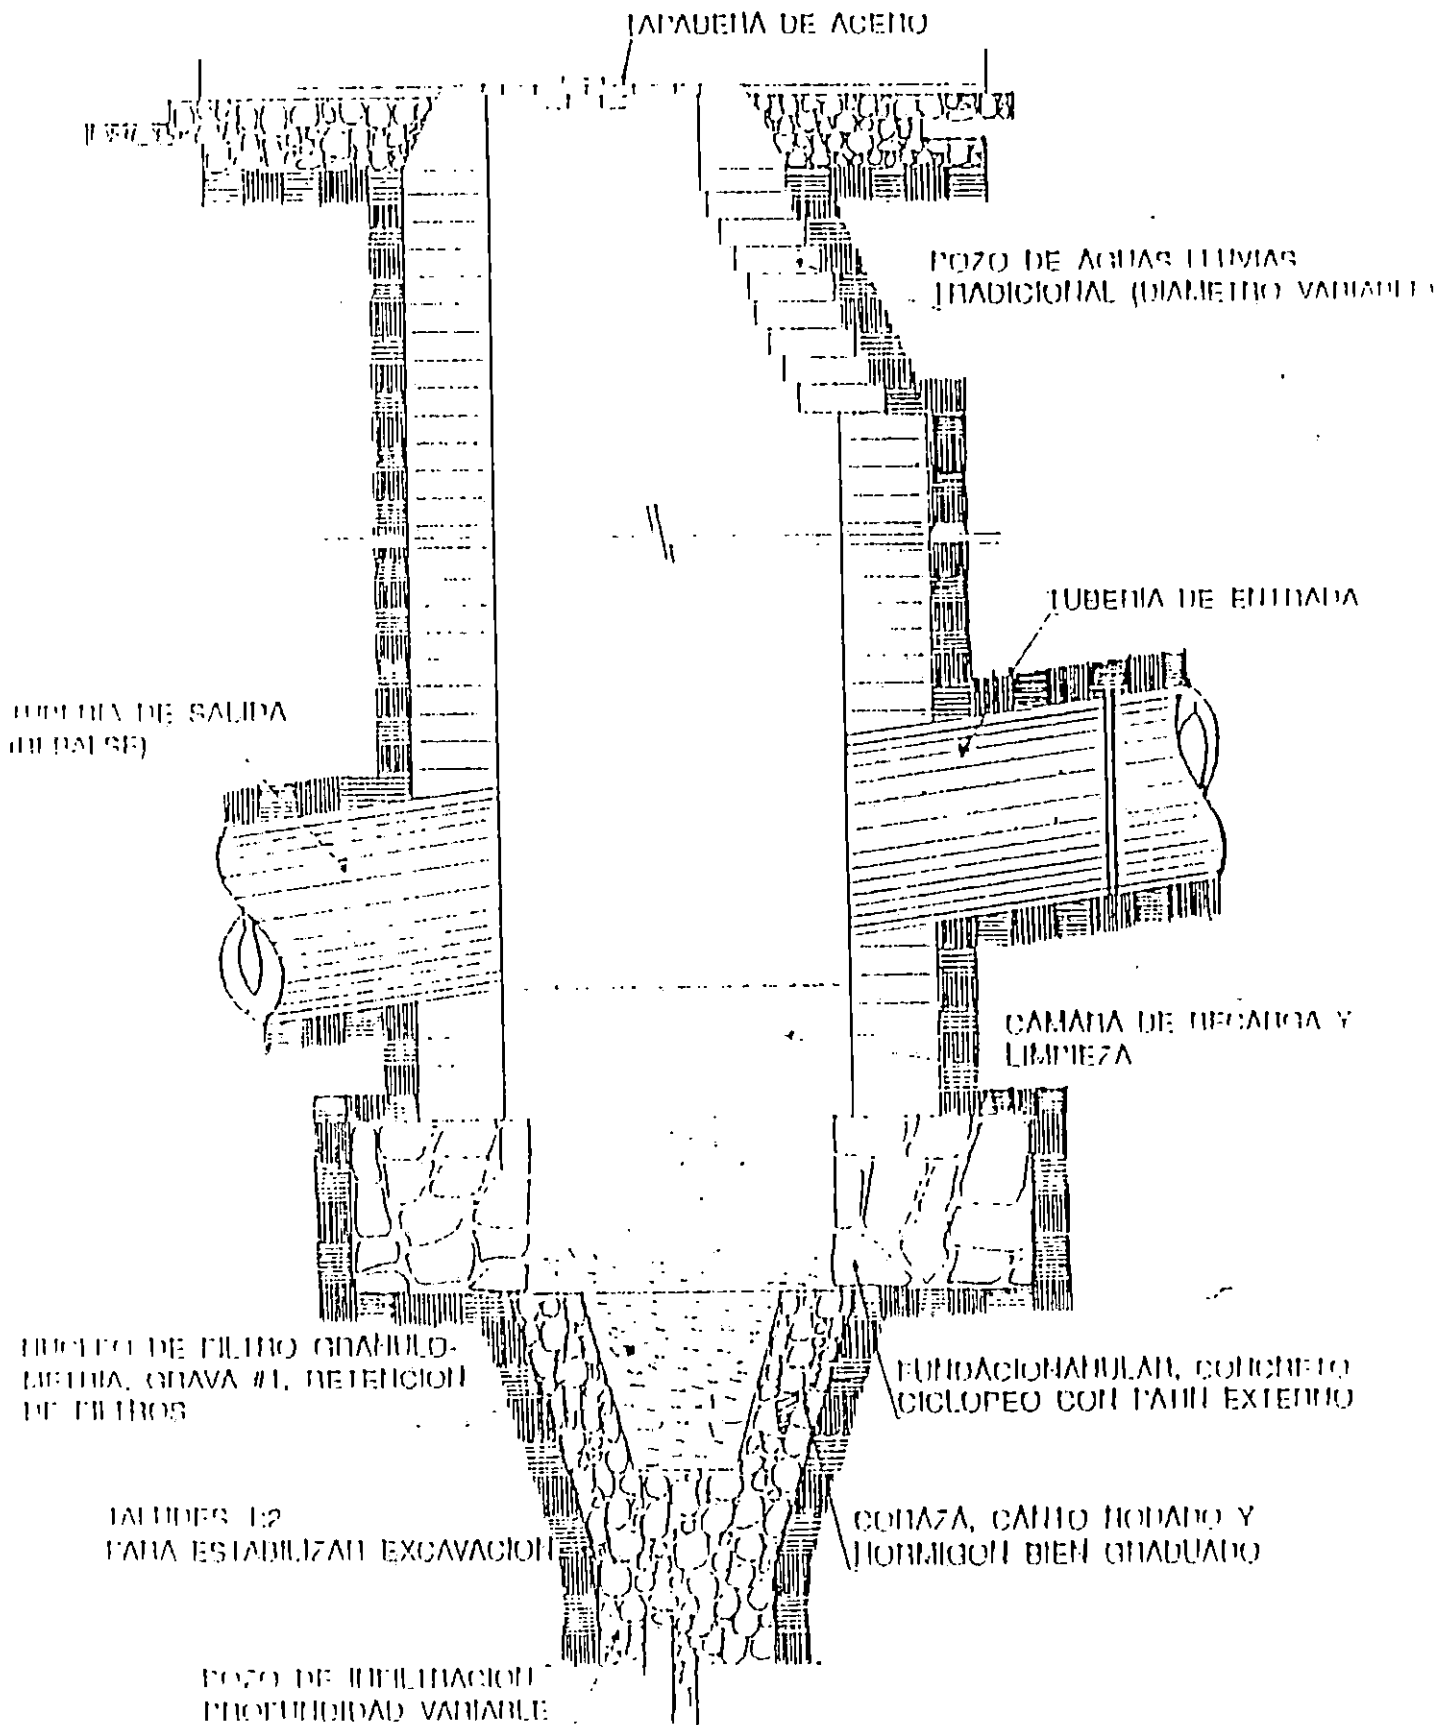 TAPADERA DE ACERO
POZO DE AGUAS LLUVIAS
TRADICIONAL (DIAMETRO VARIABLE)
TUBERIA DE ENTRADA
TUBERIA DE SALIDA
(REBALSE)
CAMARA DE RECARGA Y
LIMPIEZA
NUCLEO DE FILTRO GRANULO-
METRIA, GRAVA #1, RETENCION
DE FILTROS
FUNDACION ANULAR, CONCRETO
CICLOPEO CON PATIN EXTERNO
TALUDES 1:2
PARA ESTABILIZAR EXCAVACION
CORAZA, CANTO RODADO Y
HORMIGON BIEN GRADUADO
POZO DE INFILTRACION
PROFUNDIDAD VARIABLE